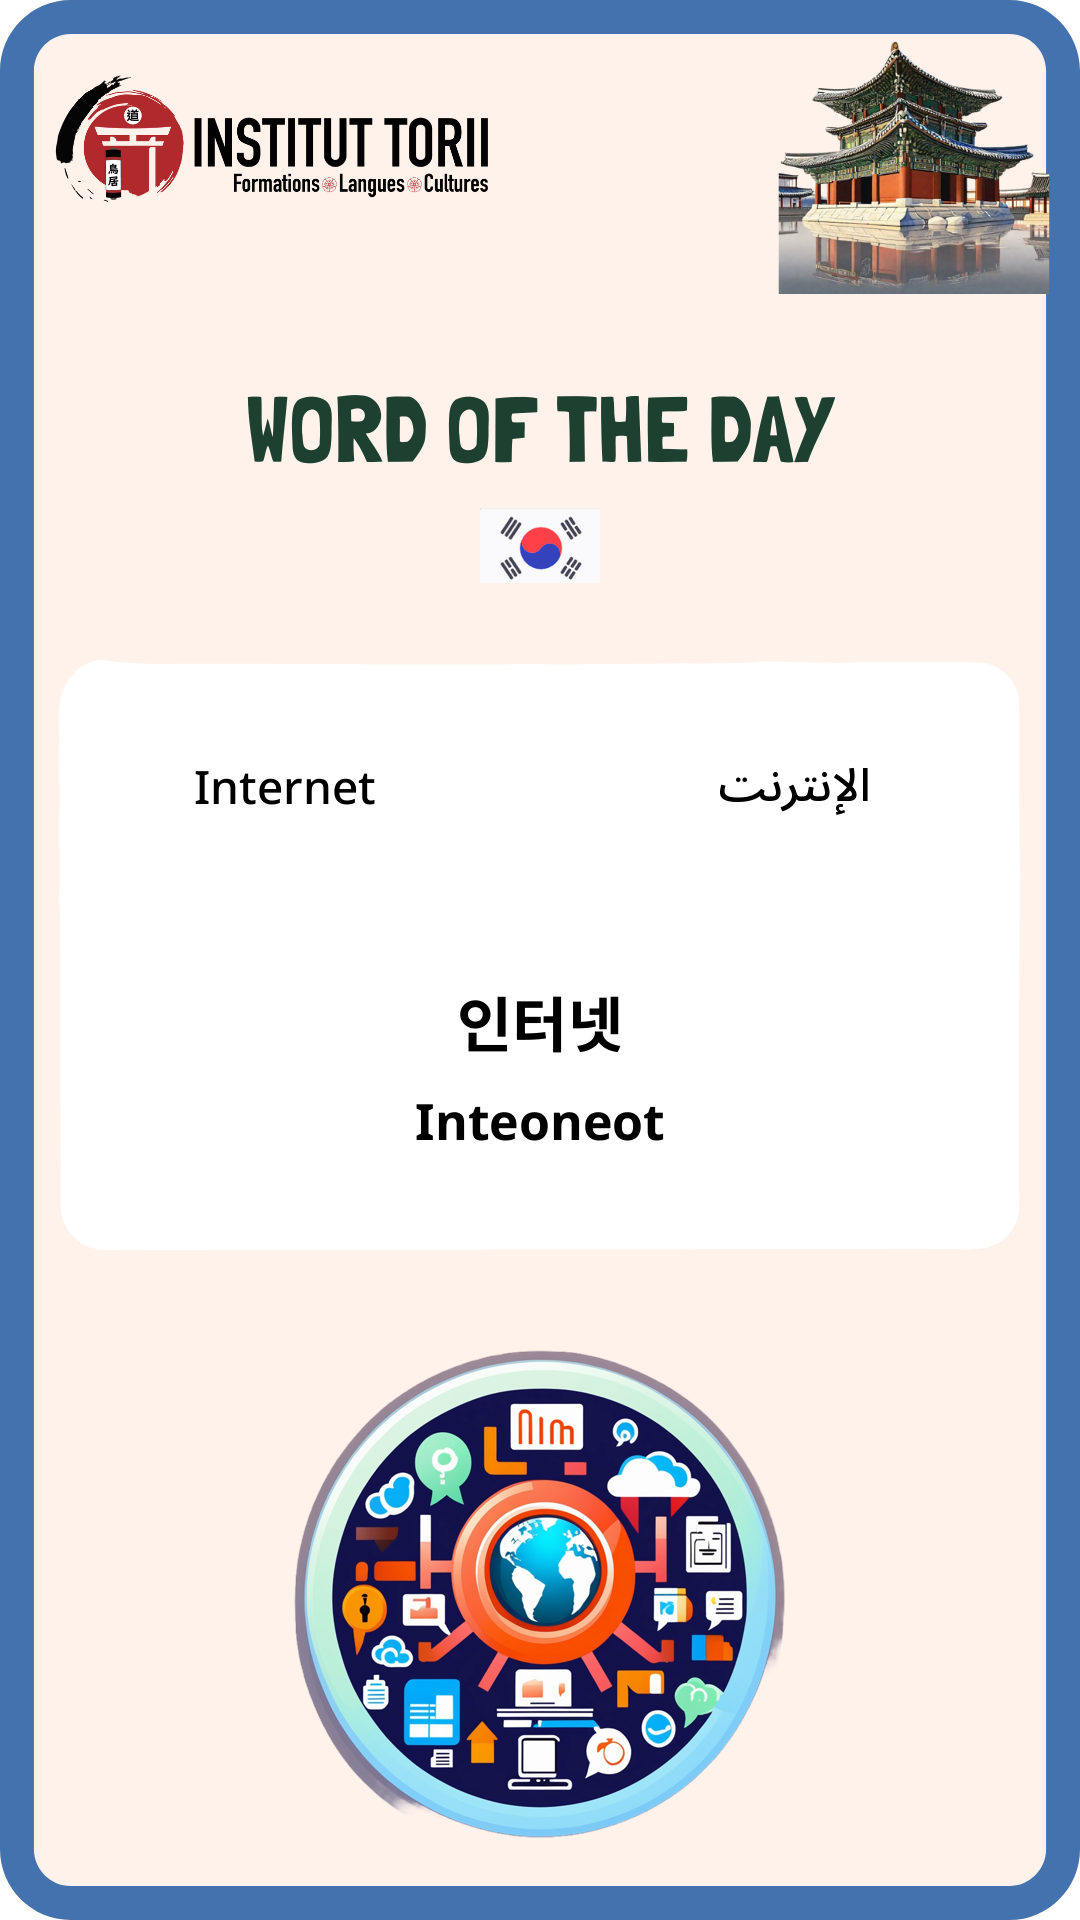 道
鳥居
INSTITUT TORII
Formations Langues Cultures
WORD OF THE DAY
Internet
الإنترنت
인터넷
Inteoneot